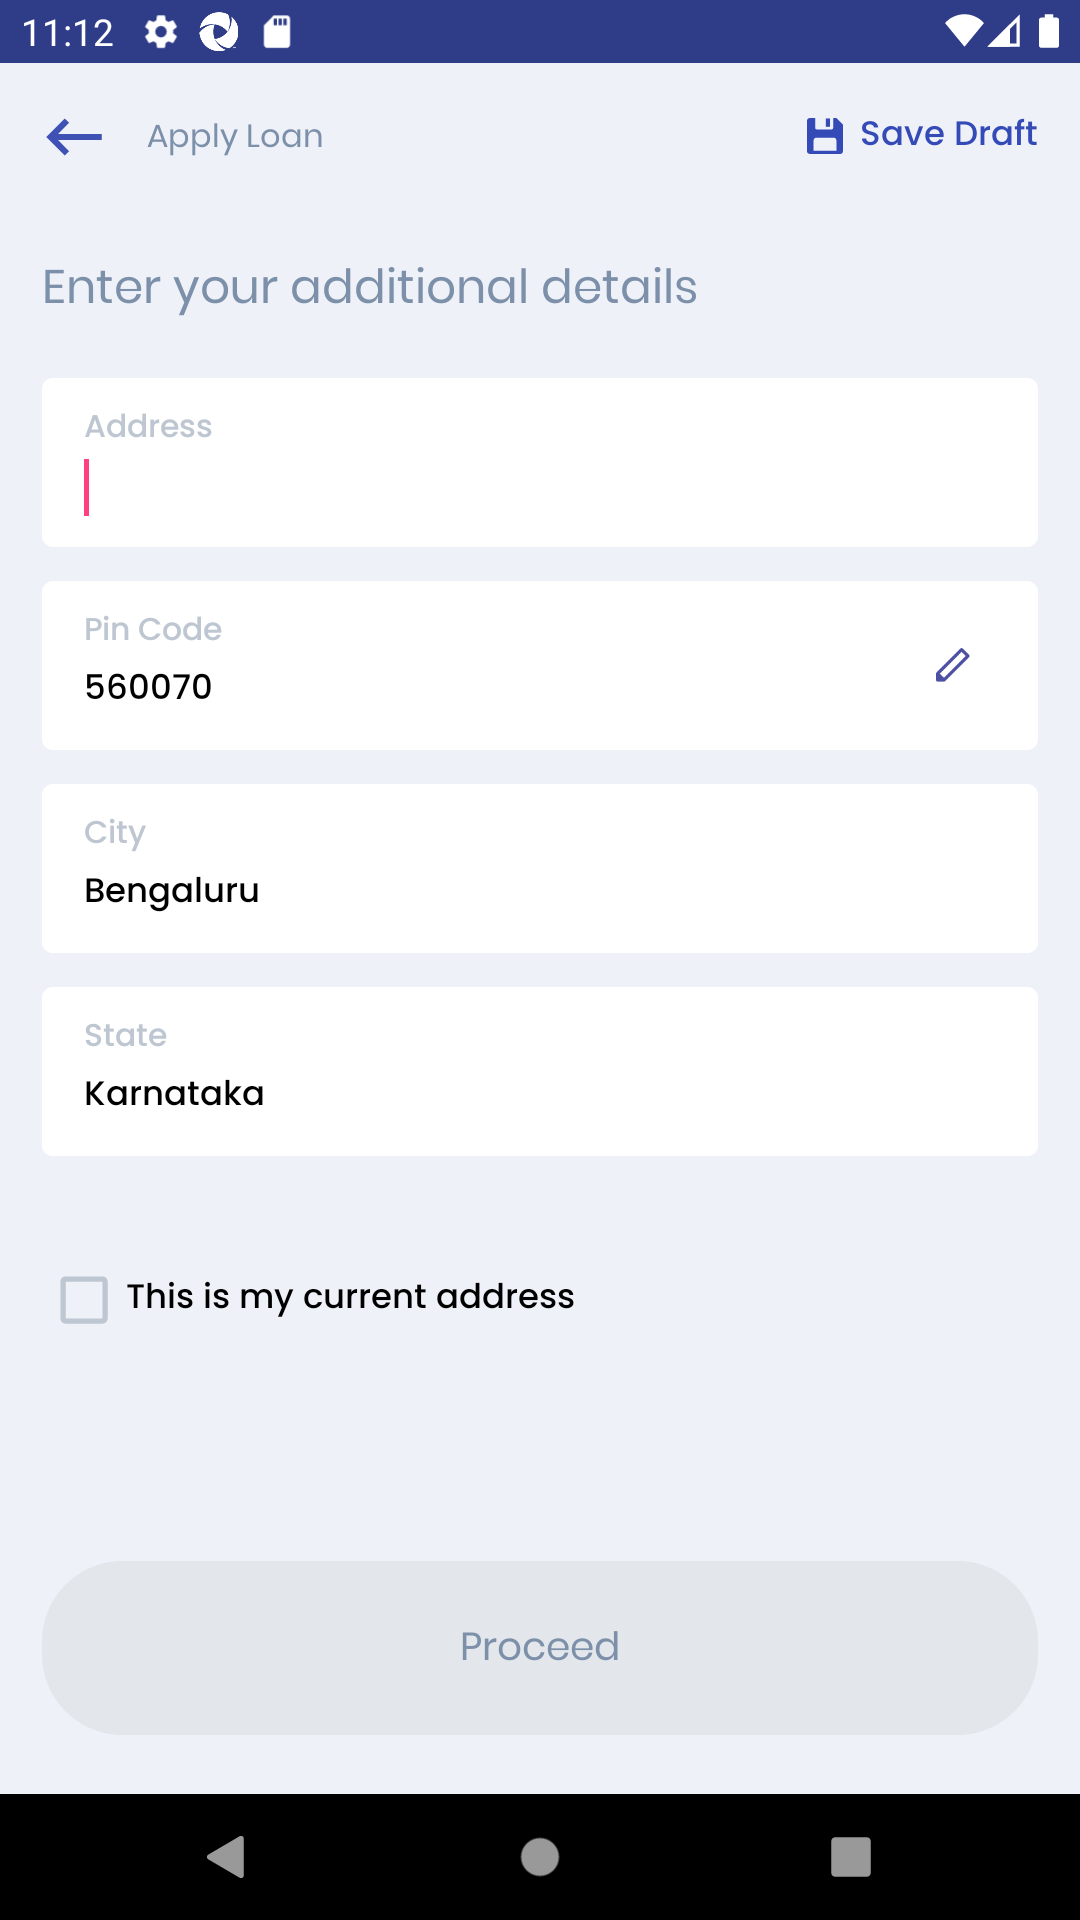 11:12
Apply Loan
Save Draft
Enter your additional details
Address
Pin Code
560070
City
Bengaluru
State
Karnataka
This is my current address
Proceed